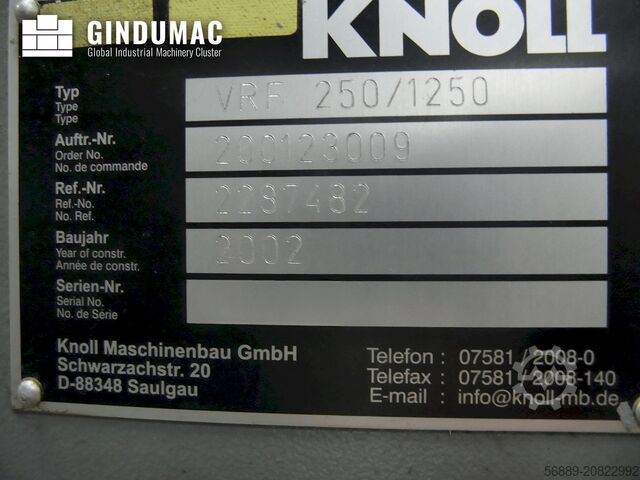 GINDUMAC
Global Industrial Machinery Cluster
KNOLL
Typ VRF 250/1250
Type
Type
Auftr.-Nr. 200123009
Order No.
No. de commande
Ref.-Nr. 2287482
Ref.-No.
No. Ref.
Baujahr 2002
Year of constr.
Année de constr.
Serien-Nr.
Serial No.
No. de Série
Knoll Maschinenbau GmbH
Schwarzachstr. 20
D-88348 Saulgau
Telefon : 07581 / 2008-0
Telefax : 07581 / 2008-140
E-mail : info@knoll-mb.de
56889-20822992